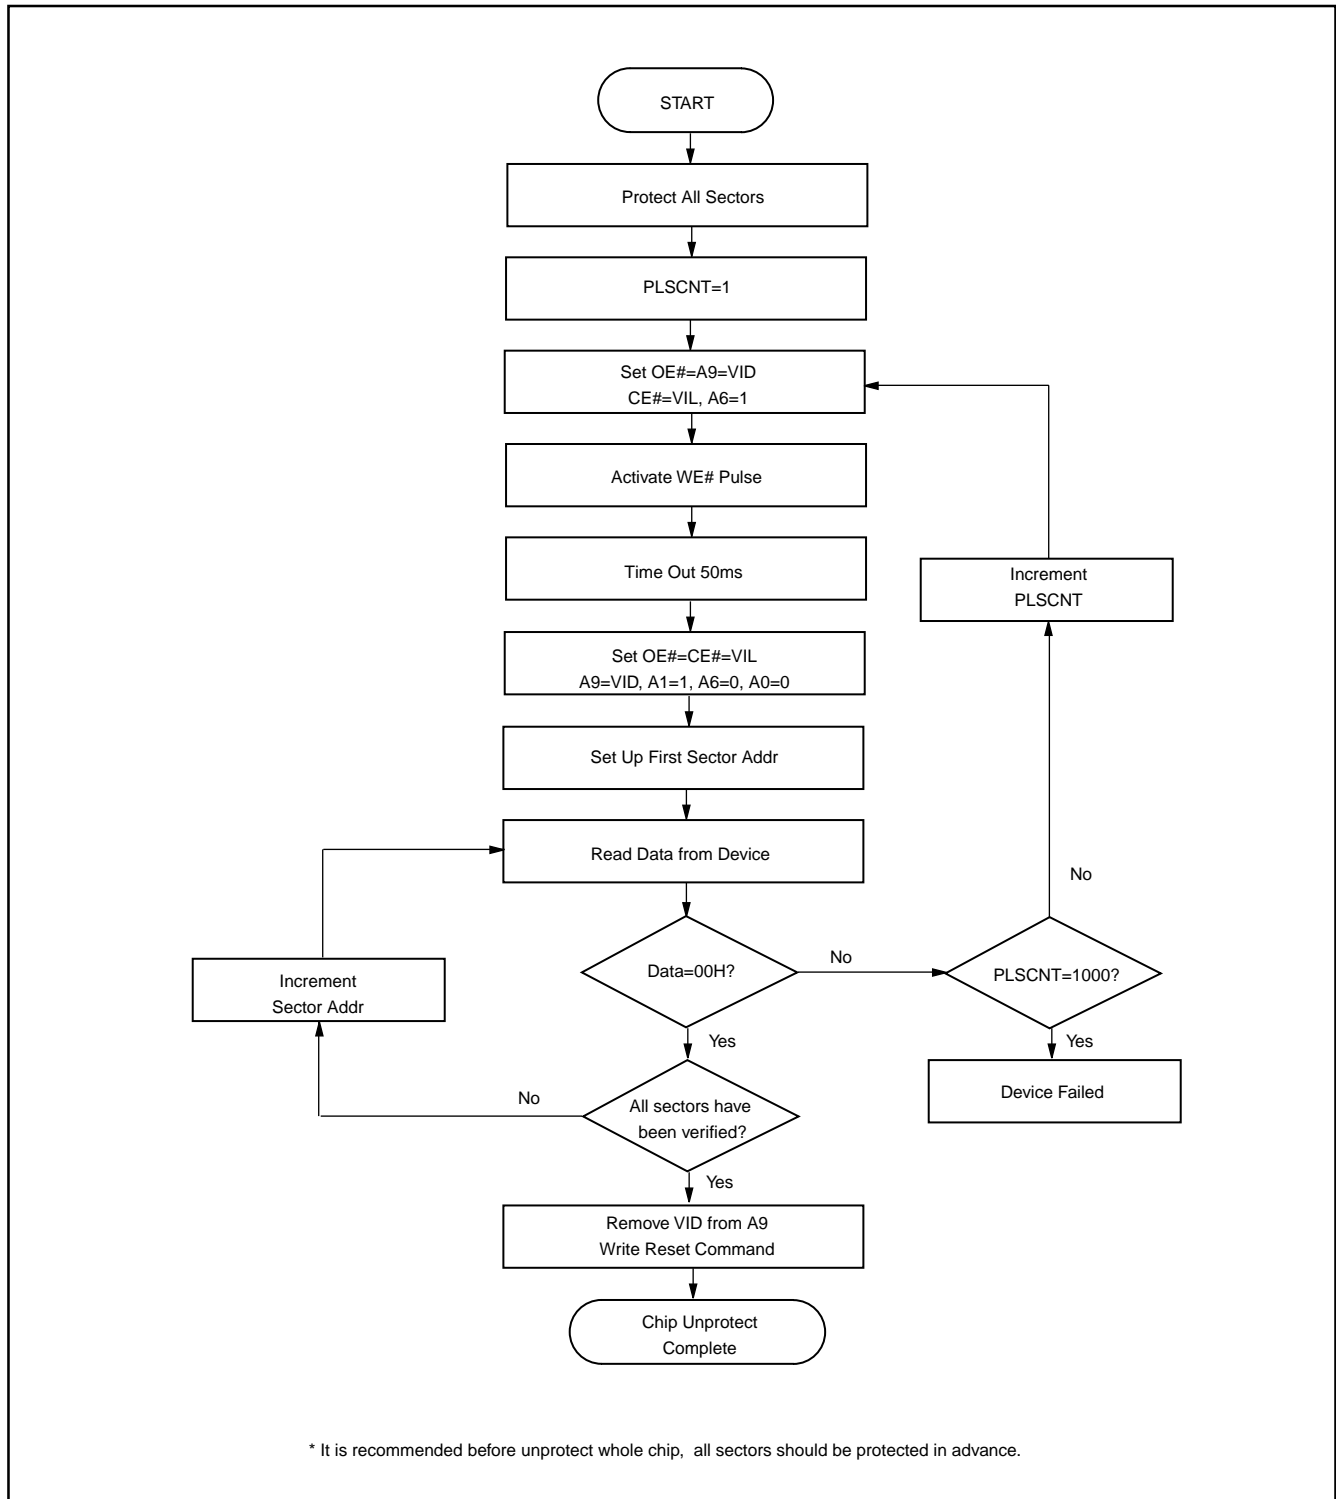 START
Protect All Sectors
PLSCNT=1
Set OE#=A9=VID
CE#=VIL, A6=1
Activate WE# Pulse
Time Out 50ms
Increment
PLSCNT
Set OE#=CE#=VIL
A9=VID, A1=1, A6=0, A0=0
Set Up First Sector Addr
Read Data from Device
No
Data=00H?
No
PLSCNT=1000?
Increment
Sector Addr
Yes
Yes
Device Failed
No
All sectors have
been verified?
Yes
Remove VID from A9
Write Reset Command
Chip Unprotect
Complete
* It is recommended before unprotect whole chip, all sectors should be protected in advance.